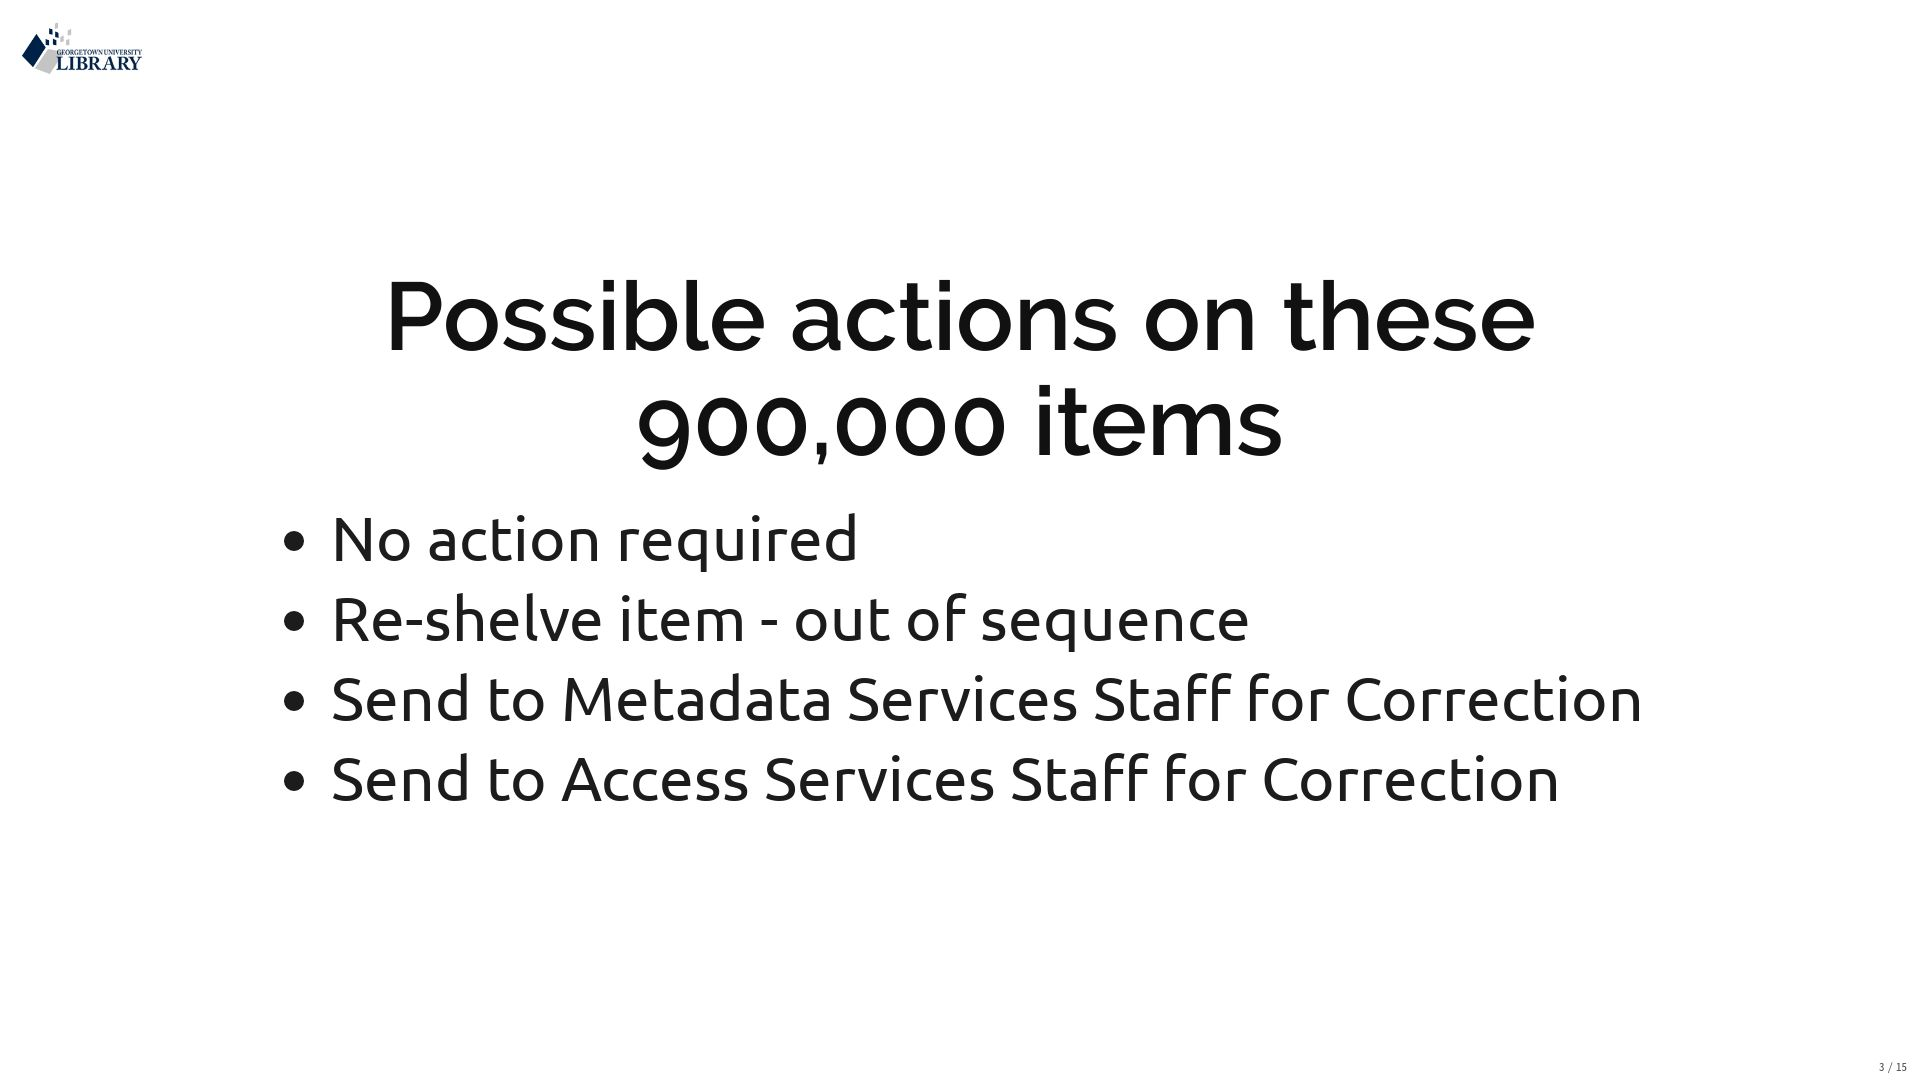 GEORGETOWN UNIVERSITY
LIBRARY
Possible actions on these
900,000 items
• No action required
• Re-shelve item - out of sequence
• Send to Metadata Services Staff for Correction
• Send to Access Services Staff for Correction
3 / 15